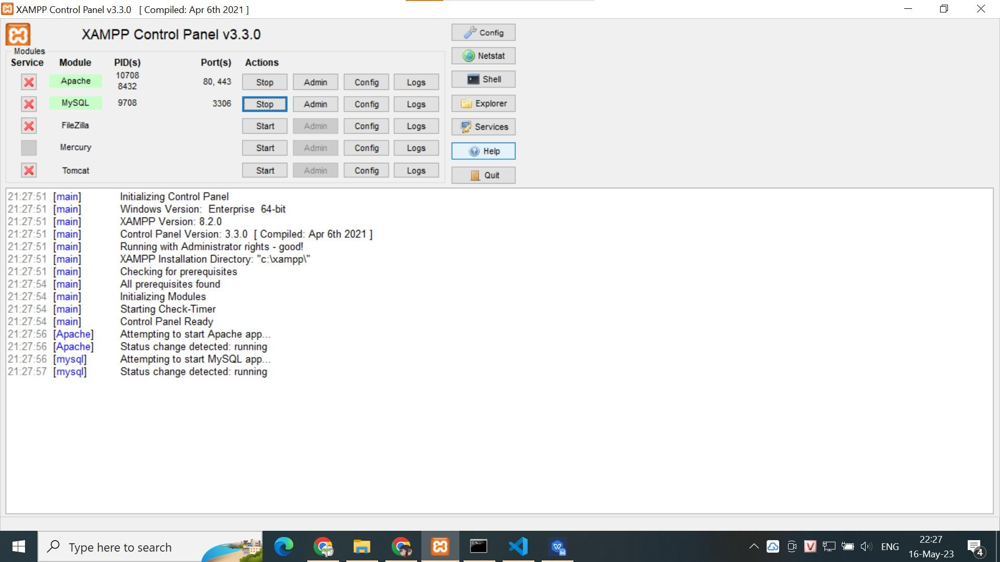 XAMPP Control Panel v3.3.0 [ Compiled: Apr 6th 2021 ]
XAMPP Control Panel v3.3.0
Config
Modules
Service Module PID(s) Port(s) Actions
Netstat
Apache 10708 8432 80, 443 Stop Admin Config Logs
Shell
MySQL 9708 3306 Stop Admin Config Logs
Explorer
FileZilla Start Admin Config Logs
Services
Mercury Start Admin Config Logs
Help
Tomcat Start Admin Config Logs
Quit
21:27:51 [main] Initializing Control Panel
21:27:51 [main] Windows Version: Enterprise 64-bit
21:27:51 [main] XAMPP Version: 8.2.0
21:27:51 [main] Control Panel Version: 3.3.0 [ Compiled: Apr 6th 2021 ]
21:27:51 [main] Running with Administrator rights - good!
21:27:51 [main] XAMPP Installation Directory: "c:\xampp\"
21:27:51 [main] Checking for prerequisites
21:27:54 [main] All prerequisites found
21:27:54 [main] Initializing Modules
21:27:54 [main] Starting Check-Timer
21:27:54 [main] Control Panel Ready
21:27:56 [Apache] Attempting to start Apache app...
21:27:56 [Apache] Status change detected: running
21:27:56 [mysql] Attempting to start MySQL app...
21:27:57 [mysql] Status change detected: running
Type here to search
ENG
22:27
16-May-23
4